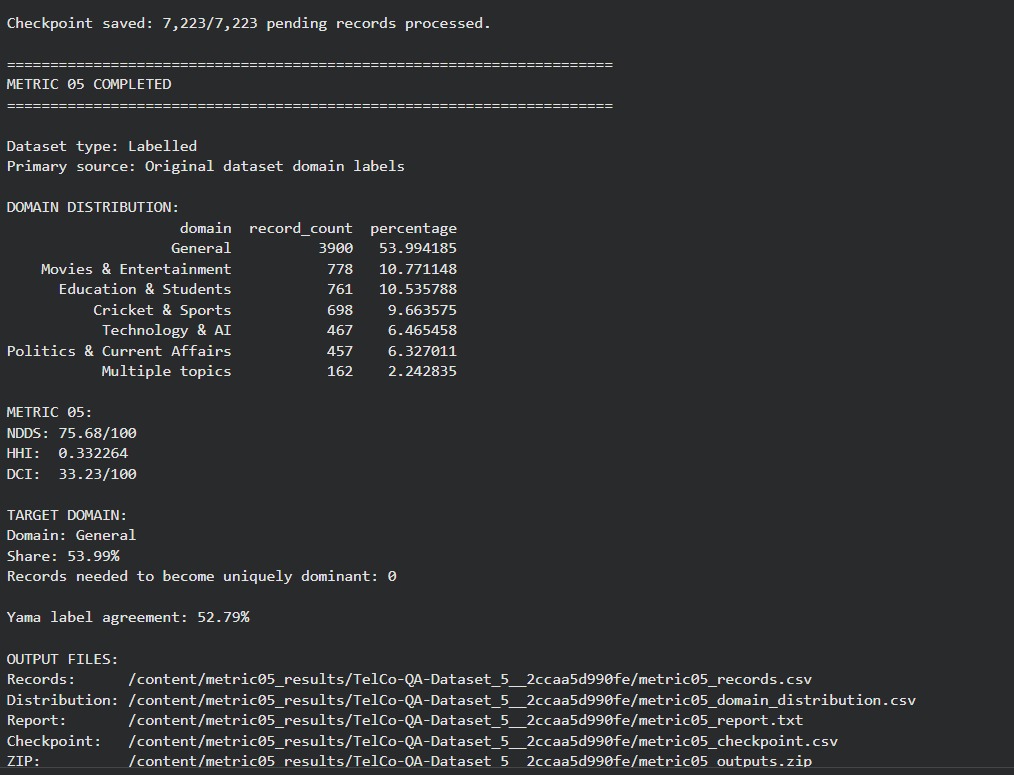 Checkpoint saved: 7,223/7,223 pending records processed.
======================================================================
METRIC 05 COMPLETED
======================================================================
Dataset type: Labelled
Primary source: Original dataset domain labels
DOMAIN DISTRIBUTION:
domain record_count percentage
General 3900 53.994185
Movies & Entertainment 778 10.771148
Education & Students 761 10.535788
Cricket & Sports 698 9.663575
Technology & AI 467 6.465458
Politics & Current Affairs 457 6.327011
Multiple topics 162 2.242835
METRIC 05:
NDDS: 75.68/100
HHI: 0.332264
DCI: 33.23/100
TARGET DOMAIN:
Domain: General
Share: 53.99%
Records needed to become uniquely dominant: 0
Yama label agreement: 52.79%
OUTPUT FILES:
Records: /content/metric05_results/TelCo-QA-Dataset_5__2ccaa5d990fe/metric05_records.csv
Distribution: /content/metric05_results/TelCo-QA-Dataset_5__2ccaa5d990fe/metric05_domain_distribution.csv
Report: /content/metric05_results/TelCo-QA-Dataset_5__2ccaa5d990fe/metric05_report.txt
Checkpoint: /content/metric05_results/TelCo-QA-Dataset_5__2ccaa5d990fe/metric05_checkpoint.csv
ZIP: /content/metric05_results/TelCo-QA-Dataset_5__2ccaa5d990fe/metric05_outputs.zip